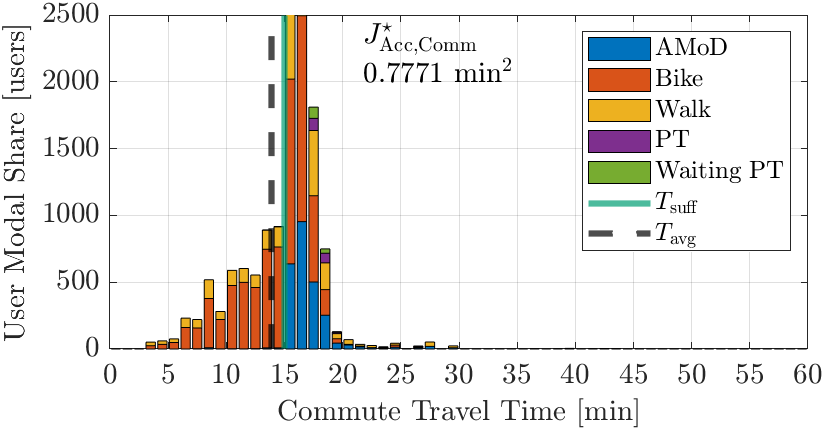 User Modal Share [users]
2500
2000
1500
1000
500
0
0 5 10 15 20 25 30 35 40 45 50 55 60
Commute Travel Time [min]
J⋆Acc,Comm
0.7771 min²
AMoD
Bike
Walk
PT
Waiting PT
Tsuff
Tavg